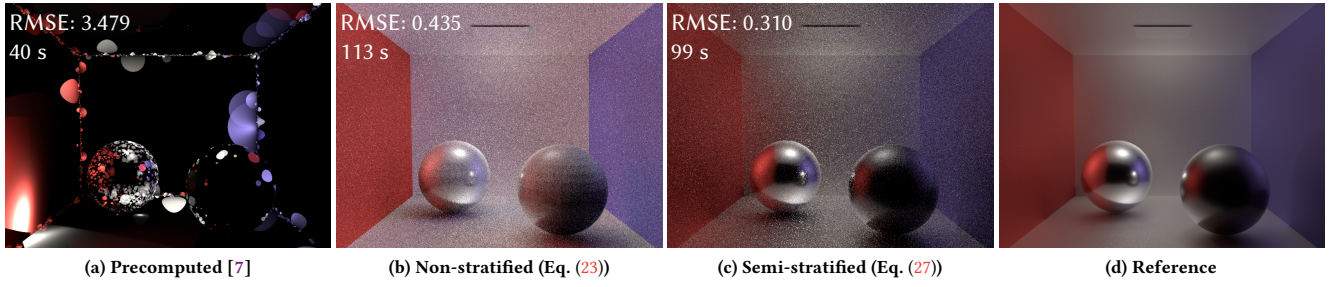 RMSE: 3.479
40 s
RMSE: 0.435
113 s
RMSE: 0.310
99 s
(a) Precomputed [7]
(b) Non-stratified (Eq. (23))
(c) Semi-stratified (Eq. (27))
(d) Reference